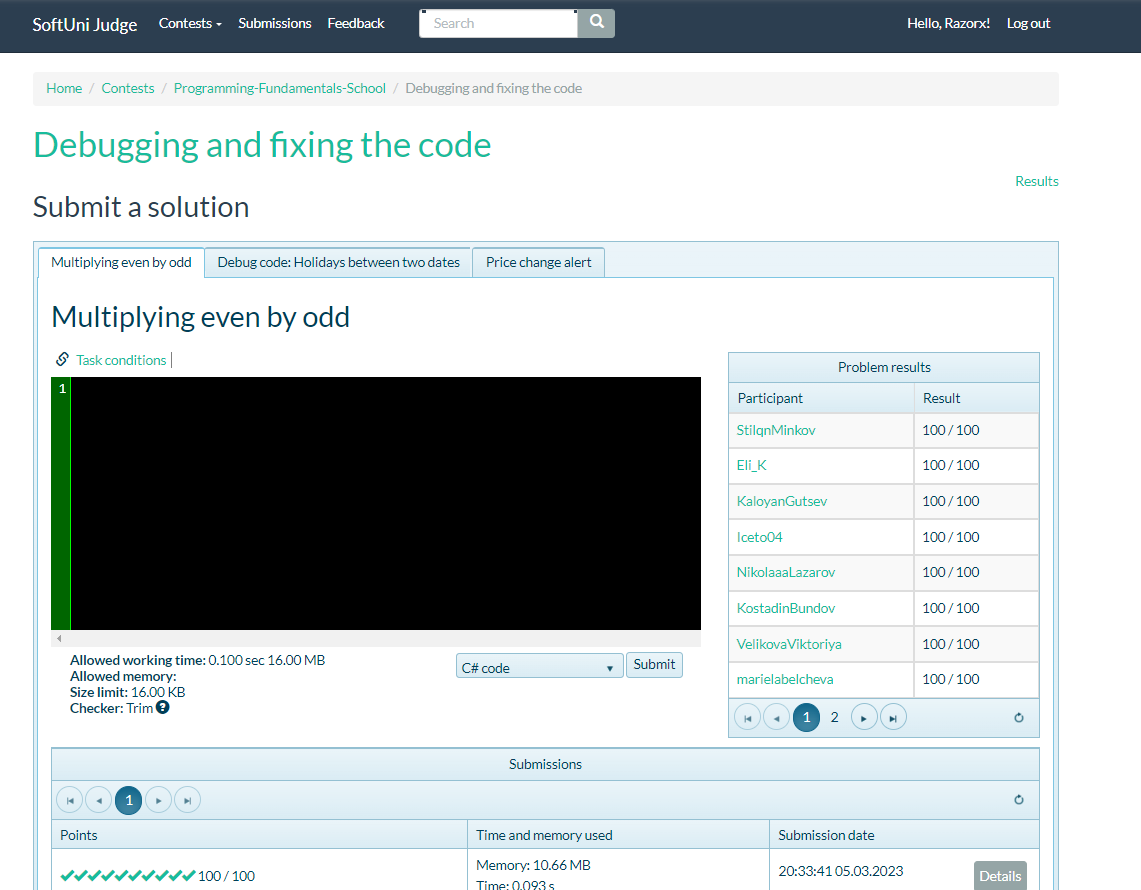 SoftUni Judge Contests Submissions Feedback Search Hello, Razorx! Log out
Home / Contests / Programming-Fundamentals-School / Debugging and fixing the code
Debugging and fixing the code
Results
Submit a solution
Multiplying even by odd Debug code: Holidays between two dates Price change alert
Multiplying even by odd
Task conditions |
1
Allowed working time: 0.100 sec 16.00 MB
Allowed memory:
Size limit: 16.00 KB
Checker: Trim ?
C# code Submit
Problem results
Participant Result
StilqnMinkov 100 / 100
Eli_K 100 / 100
KaloyanGutsev 100 / 100
Iceto04 100 / 100
NikolaaaLazarov 100 / 100
KostadinBundov 100 / 100
VelikovaViktoriya 100 / 100
marielabelcheva 100 / 100
1 2
Submissions
1
Points Time and memory used Submission date
100 / 100 Memory: 10.66 MB 20:33:41 05.03.2023 Details
Time: 0.093 s